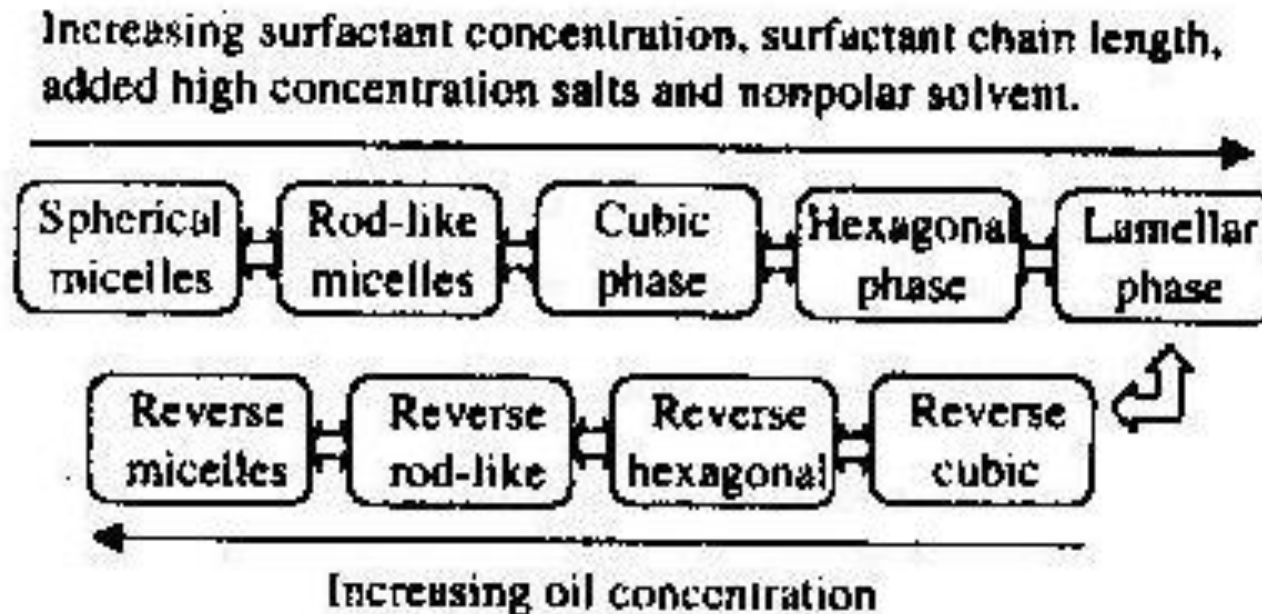 Increasing surfactant concentration, surfactant chain length,
added high concentration salts and nonpolar solvent.
Spherical
micelles
Rod-like
micelles
Cubic
phase
Hexagonal
phase
Lamellar
phase
Reverse
micelles
Reverse
rod-like
Reverse
hexagonal
Reverse
cubic
Increasing oil concentration